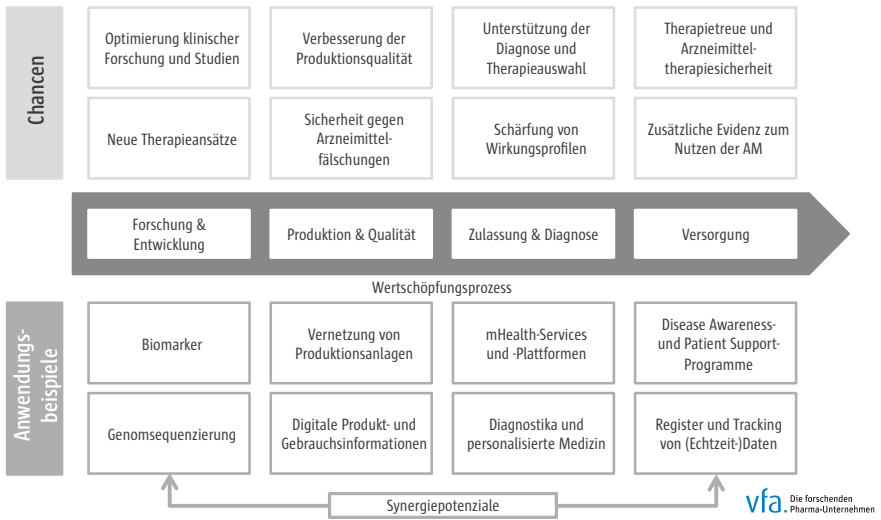 Chancen
Optimierung klinischer
Forschung und Studien
Verbesserung der
Produktionsqualität
Unterstützung der
Diagnose und
Therapieauswahl
Therapietreue und
Arzneimittel-
therapiesicherheit
Neue Therapieansätze
Sicherheit gegen
Arzneimittel-
fälschungen
Schärfung von
Wirkungsprofilen
Zusätzliche Evidenz zum
Nutzen der AM
Forschung &
Entwicklung
Produktion & Qualität
Zulassung & Diagnose
Versorgung
Wertschöpfungsprozess
Anwendungs-
beispiele
Biomarker
Vernetzung von
Produktionsanlagen
mHealth-Services
und -Plattformen
Disease Awareness-
und Patient Support-
Programme
Genomsequenzierung
Digitale Produkt- und
Gebrauchsinformationen
Diagnostika und
personalisierte Medizin
Register und Tracking
von (Echtzeit-)Daten
Synergiepotenziale
vfa.
Die forschenden
Pharma-Unternehmen